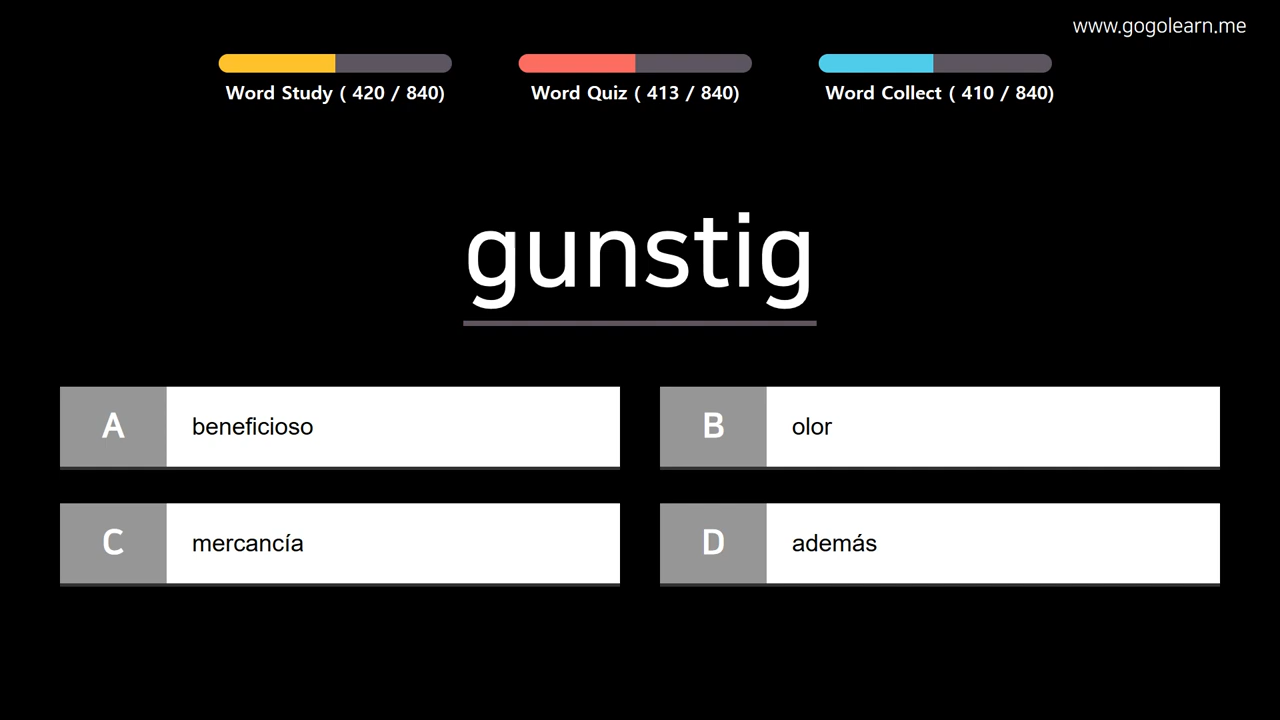 www.gogolearn.me
Word Study ( 420 / 840)
Word Quiz ( 413 / 840)
Word Collect ( 410 / 840)
gunstig
A beneficioso
B olor
C mercancía
D además